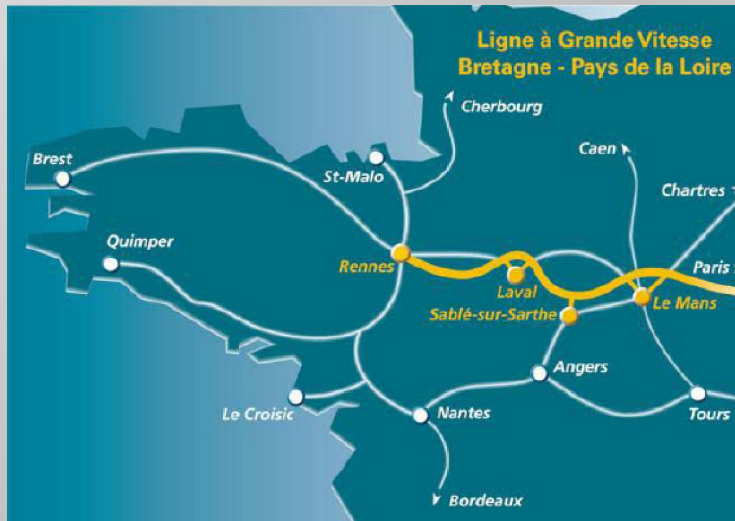 Ligne à Grande Vitesse
Bretagne - Pays de la Loire
Cherbourg
Caen
Brest
St-Malo
Chartres
Quimper
Rennes
Paris
Laval
Le Mans
Sablé-sur-Sarthe
Angers
Le Croisic
Nantes
Tours
Bordeaux